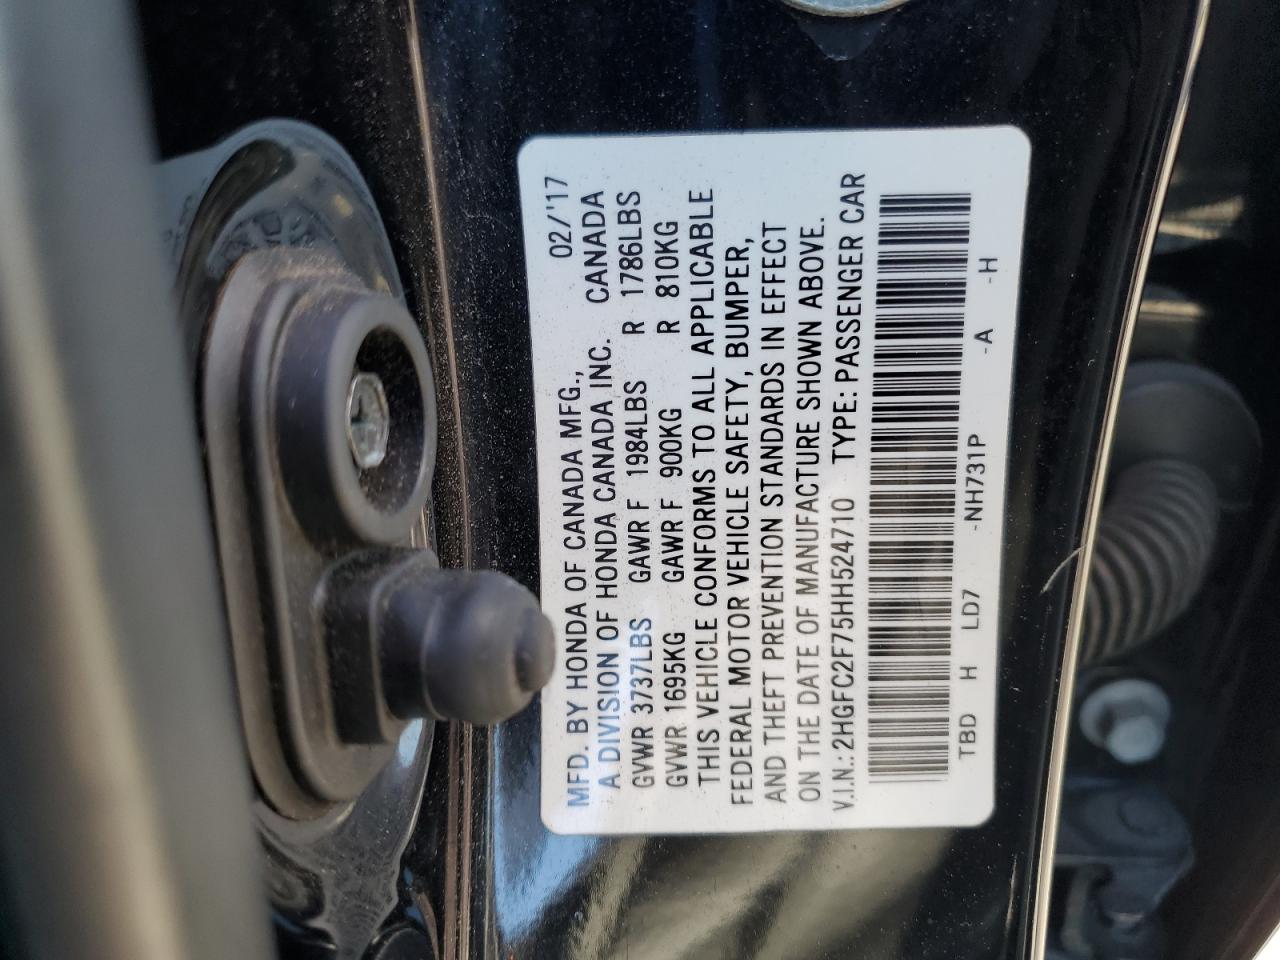 MFD. BY HONDA OF CANADA MFG., 02/'17
A DIVISION OF HONDA CANADA INC. CANADA
GVWR 3737LBS GAWR F 1984LBS R 1786LBS
GVWR 1695KG GAWR F 900KG R 810KG
THIS VEHICLE CONFORMS TO ALL APPLICABLE
FEDERAL MOTOR VEHICLE SAFETY, BUMPER,
AND THEFT PREVENTION STANDARDS IN EFFECT
ON THE DATE OF MANUFACTURE SHOWN ABOVE.
V.I.N.: 2HGFC2F75HH524710 TYPE: PASSENGER CAR
TBD H LD7 -NH731P -A -H